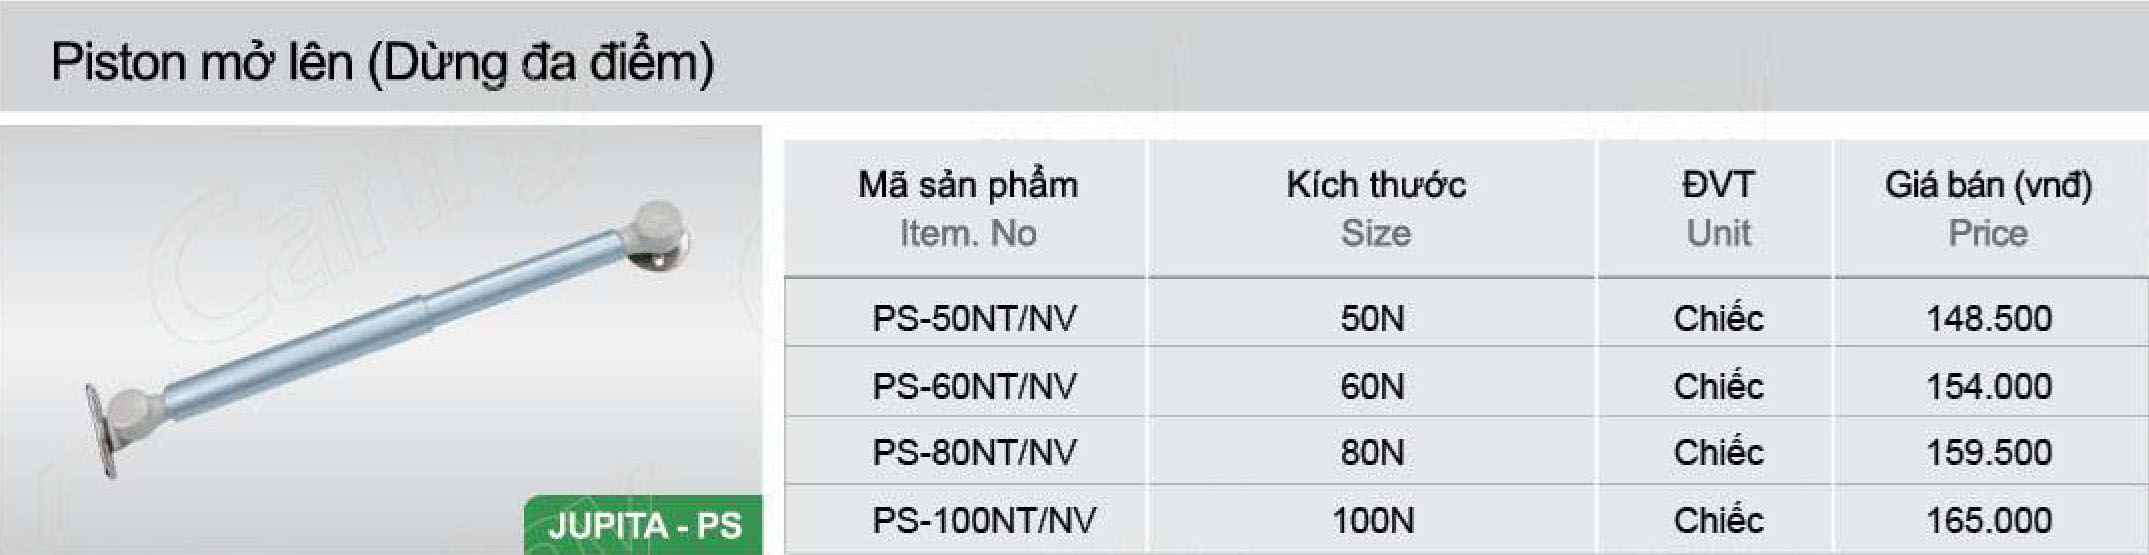 Piston mở lên (Dừng đa điểm)
Mã sản phẩm Kích thước ĐVT Giá bán (vnđ)
Item. No Size Unit Price
PS-50NT/NV 50N Chiếc 148.500
PS-60NT/NV 60N Chiếc 154.000
PS-80NT/NV 80N Chiếc 159.500
PS-100NT/NV 100N Chiếc 165.000
JUPITA - PS